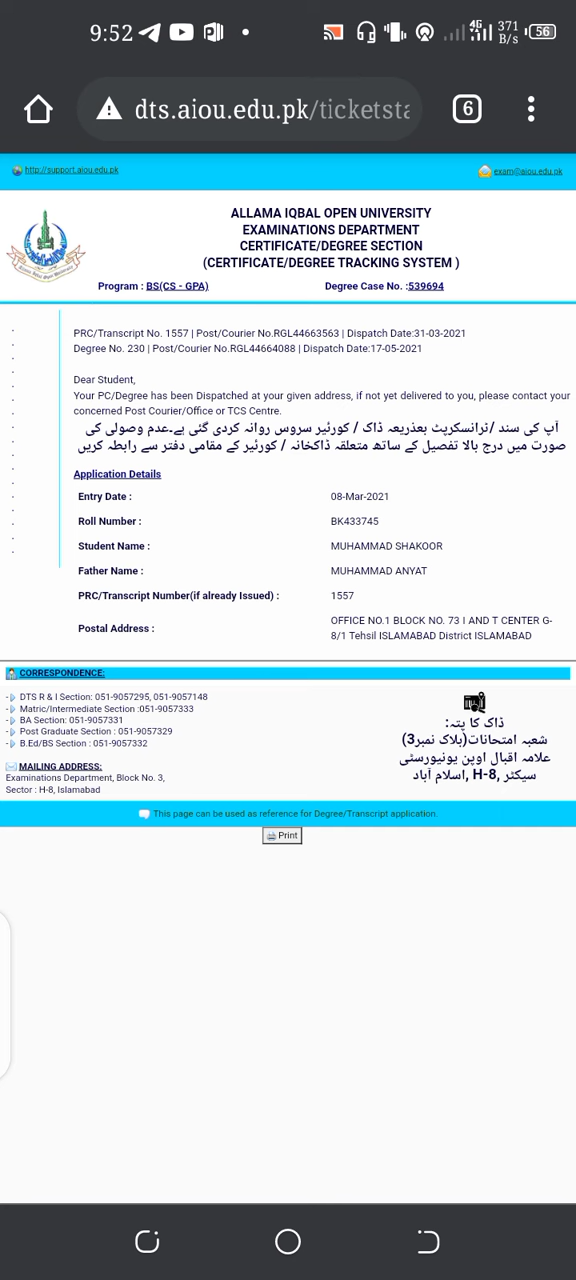 9:52
4G
371 B/s
56
dts.aiou.edu.pk/ticketsta
6
http://support.aiou.edu.pk
exam@aiou.edu.pk
ALLAMA IQBAL OPEN UNIVERSITY
EXAMINATIONS DEPARTMENT
CERTIFICATE/DEGREE SECTION
(CERTIFICATE/DEGREE TRACKING SYSTEM )
Program : BS(CS - GPA)
Degree Case No. :539694
PRC/Transcript No. 1557 | Post/Courier No.RGL44663563 | Dispatch Date:31-03-2021
Degree No. 230 | Post/Courier No.RGL44664088 | Dispatch Date:17-05-2021
Dear Student,
Your PC/Degree has been Dispatched at your given address, if not yet delivered to you, please contact your
concerned Post Courier/Office or TCS Centre.
آپ کی سند /ٹرانسکرپٹ بعذریعہ ڈاک / کورئیر سروس روانہ کردی گئی ہے۔عدم وصولی کی
صورت میں درج بالا تفصیل کے ساتھ متعلقہ ڈاکخانہ / کورئیر کے مقامی دفتر سے رابطہ کریں
Application Details
Entry Date : 08-Mar-2021
Roll Number : BK433745
Student Name : MUHAMMAD SHAKOOR
Father Name : MUHAMMAD ANYAT
PRC/Transcript Number(if already Issued) : 1557
Postal Address : OFFICE NO.1 BLOCK NO. 73 I AND T CENTER G-
8/1 Tehsil ISLAMABAD District ISLAMABAD
CORRESPONDENCE:
- DTS R & I Section: 051-9057295, 051-9057148
- Matric/Intermediate Section :051-9057333
- BA Section: 051-9057331
- Post Graduate Section : 051-9057329
- B.Ed/BS Section : 051-9057332
MAILING ADDRESS:
Examinations Department, Block No. 3,
Sector : H-8, Islamabad
ڈاک کا پتہ:
شعبہ امتحانات(بلاک نمبر3)
علامہ اقبال اوپن یونیورسٹی
سیکٹر H-8, اسلام آباد
This page can be used as reference for Degree/Transcript application.
Print